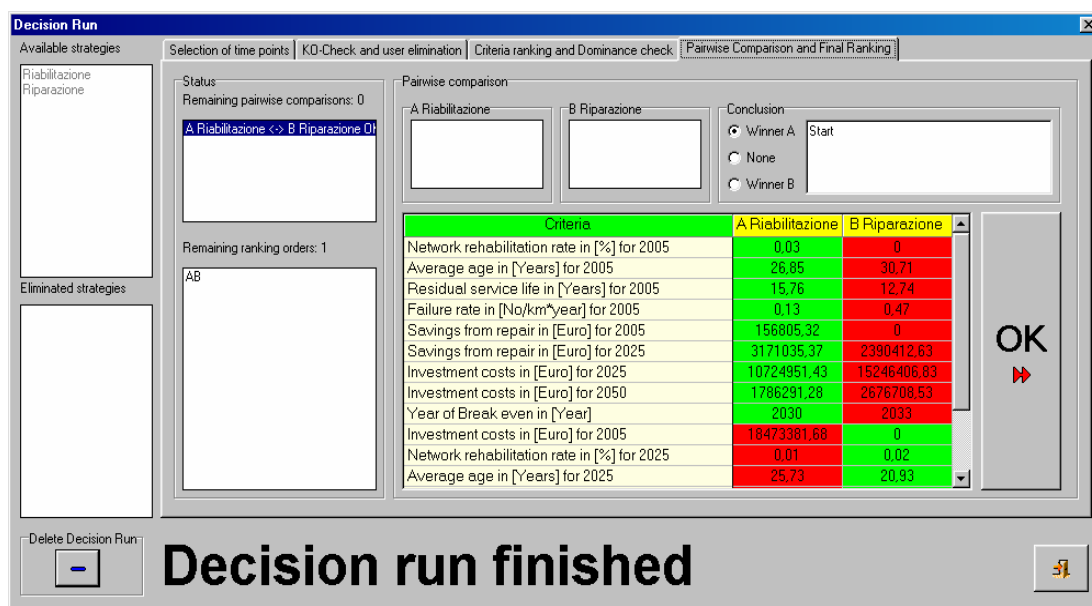 Decision Run
Available strategies
Riabilitazione
Riparazione
Eliminated strategies
Selection of time points
KO-Check and user elimination
Criteria ranking and Dominance check
Pairwise Comparison and Final Ranking
Status
Remaining pairwise comparisons: 0
A Riabilitazione <-> B Riparazione
Remaining ranking orders: 1
AB
Pairwise comparison
A Riabilitazione
B Riparazione
Conclusion
Winner A
None
Winner B
Start
Criteria A Riabilitazione B Riparazione
Network rehabilitation rate in [%] for 2005 0,03 0
Average age in [Years] for 2005 26,85 30,71
Residual service life in [Years] for 2005 15,76 12,74
Failure rate in [No/km*year] for 2005 0,13 0,47
Savings from repair in [Euro] for 2005 156805,32 0
Savings from repair in [Euro] for 2025 3171035,37 2390412,63
Investment costs in [Euro] for 2025 10724951,43 15246406,83
Investment costs in [Euro] for 2050 1786291,28 2676708,53
Year of Break even in [Year] 2030 2033
Investment costs in [Euro] for 2005 18473381,68 0
Network rehabilitation rate in [%] for 2025 0,01 0,02
Average age in [Years] for 2025 25,73 20,93
OK
Delete Decision Run
Decision run finished